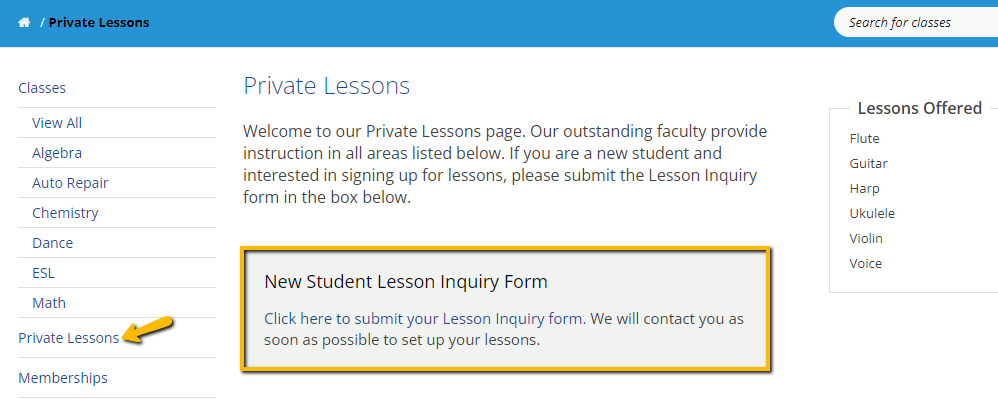 / Private Lessons
Search for classes
Classes
View All
Algebra
Auto Repair
Chemistry
Dance
ESL
Math
Private Lessons
Memberships
Private Lessons
Welcome to our Private Lessons page. Our outstanding faculty provide
instruction in all areas listed below. If you are a new student and
interested in signing up for lessons, please submit the Lesson Inquiry
form in the box below.
New Student Lesson Inquiry Form
Click here to submit your Lesson Inquiry form. We will contact you as
soon as possible to set up your lessons.
Lessons Offered
Flute
Guitar
Harp
Ukulele
Violin
Voice